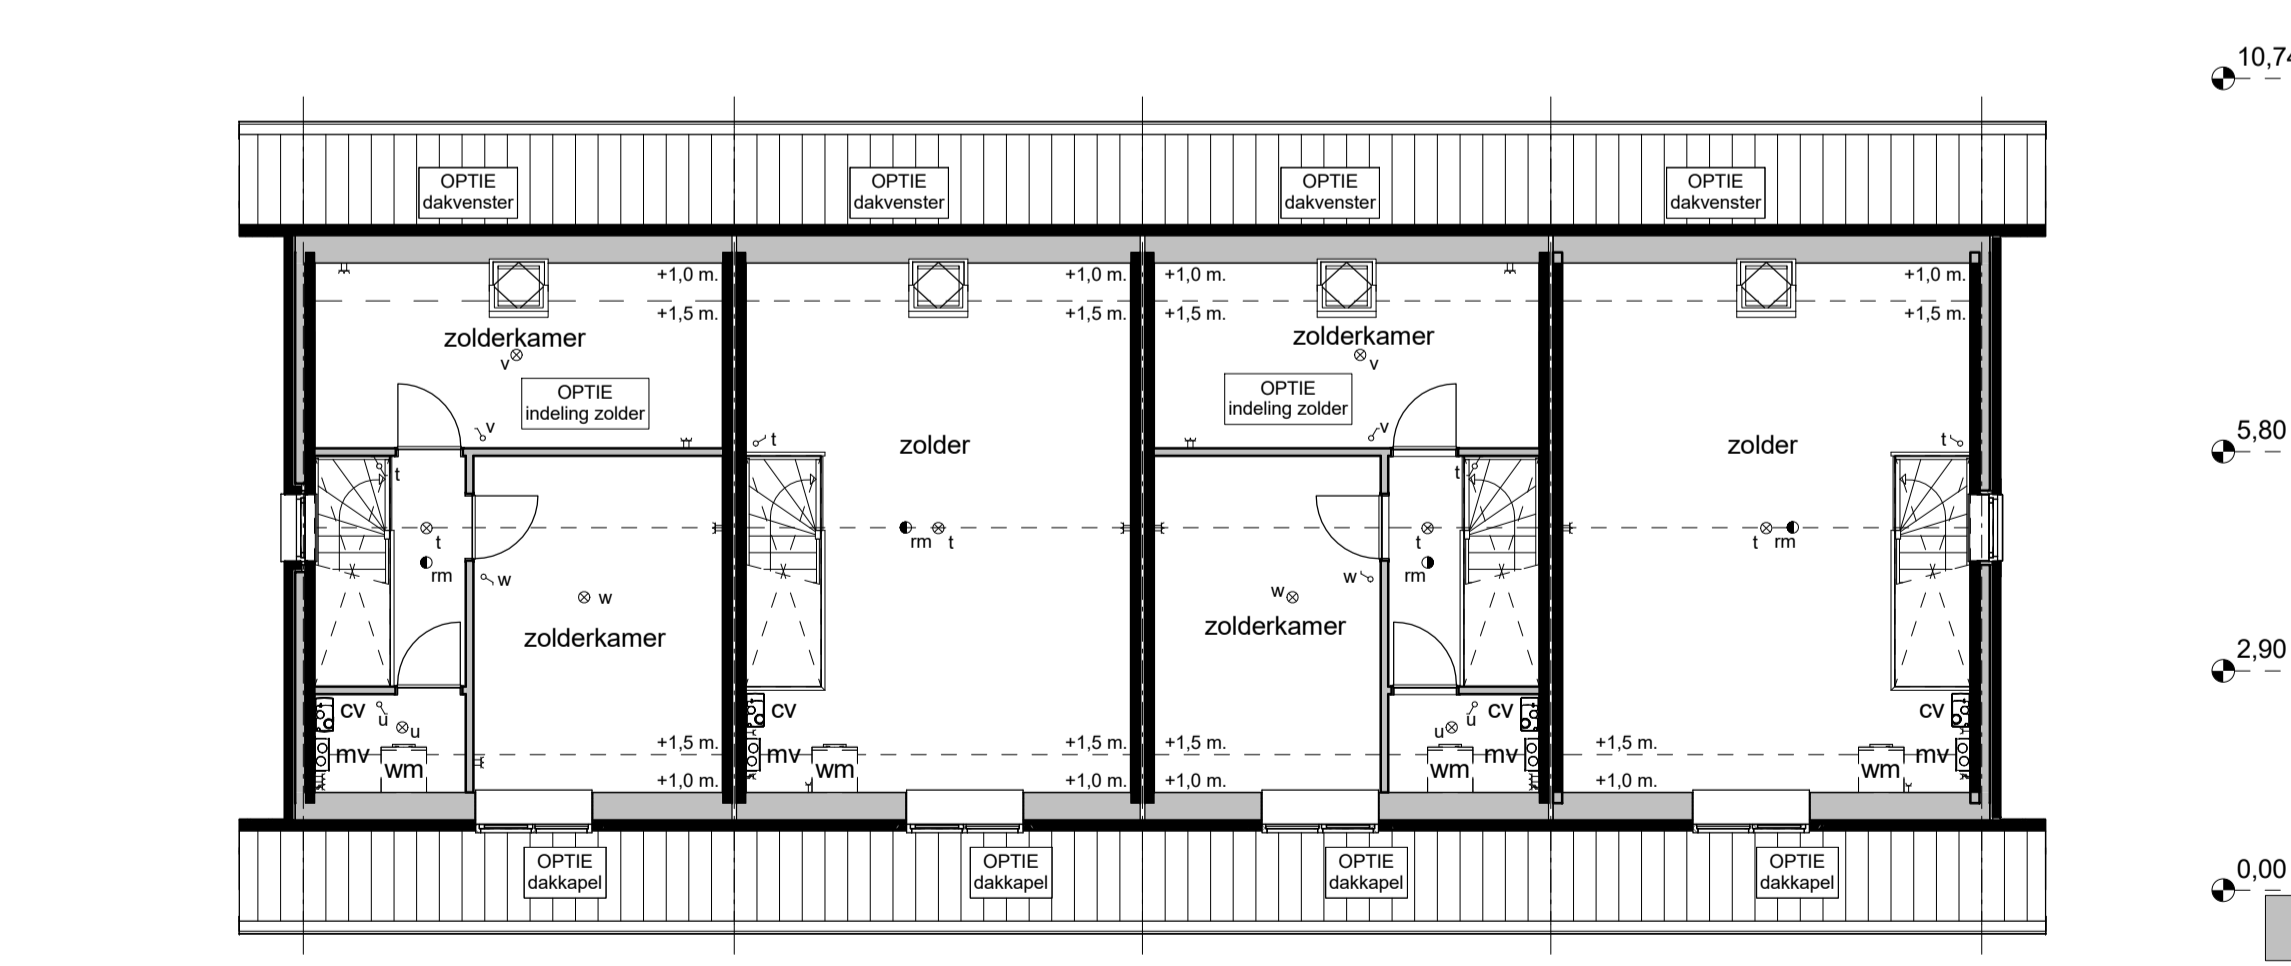 10,74
OPTIE
dakvenster
OPTIE
dakvenster
OPTIE
dakvenster
OPTIE
dakvenster
+1,0 m.
+1,0 m.
+1,0 m.
+1,0 m.
+1,5 m.
+1,5 m.
+1,5 m.
+1,5 m.
zolderkamer
zolderkamer
v
v
OPTIE
indeling zolder
OPTIE
indeling zolder
v
t
zolder
v
zolder
t
5,80
t
t
t
rm
t
t
t
rm
rm
w
rm
w
w
w
zolderkamer
zolderkamer
2,90
cv
u
u
cv
u
u
cv
cv
mv
wm
+1,5 m.
mv
wm
+1,5 m.
+1,5 m.
wm
mv
+1,5 m.
wm
mv
+1,0 m.
+1,0 m.
+1,0 m.
+1,0 m.
OPTIE
dakkapel
OPTIE
dakkapel
OPTIE
dakkapel
OPTIE
dakkapel
0,00